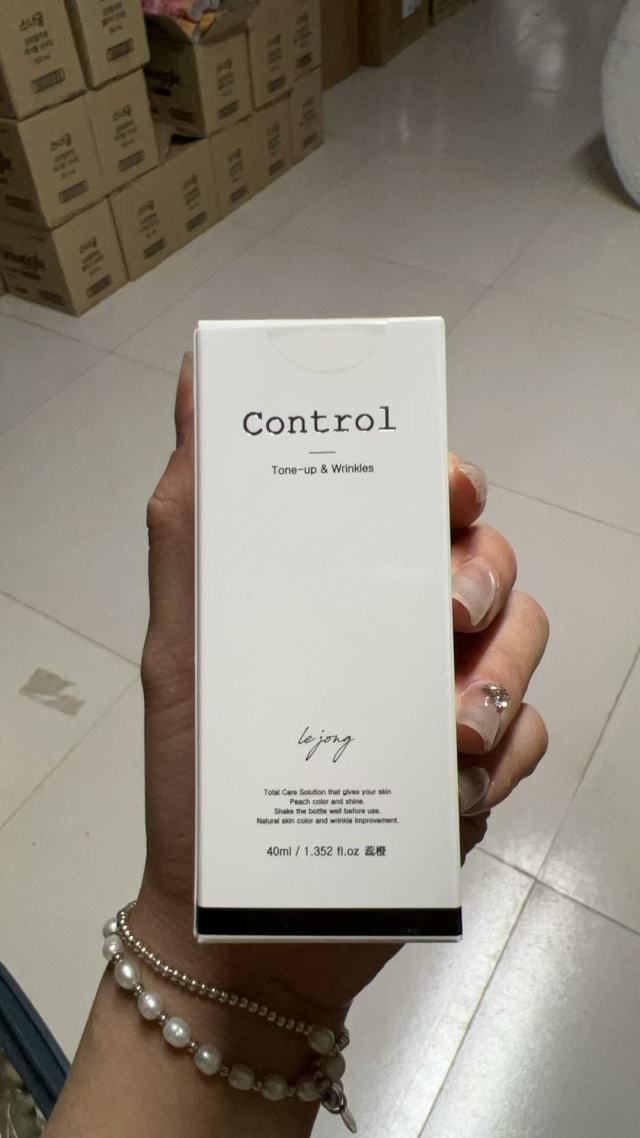 Control
Tone-up & Wrinkles
le jong
Total Care Solution that gives your skin
Peach color and shine.
Shake the bottle well before use.
Natural skin color and wrinkle improvement.
40ml / 1.352 fl.oz 蕊橙